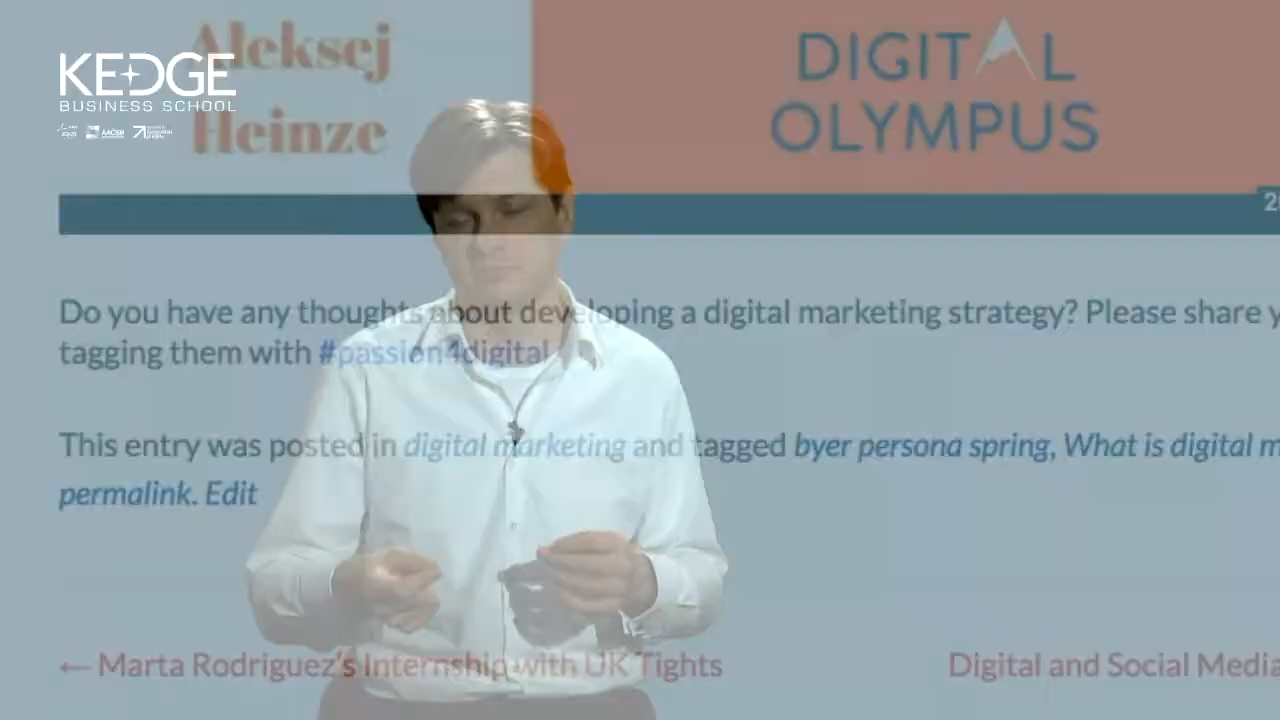 Aleksej
Heinze
KEDGE
BUSINESS SCHOOL
AACSB
DIGITAL
OLYMPUS
Do you have any thoughts about developing a digital marketing strategy? Please share y
tagging them with #passion4digital
This entry was posted in digital marketing and tagged byer persona spring, What is digital m
permalink. Edit
← Marta Rodriguez's Internship with UK Tights
Digital and Social Media